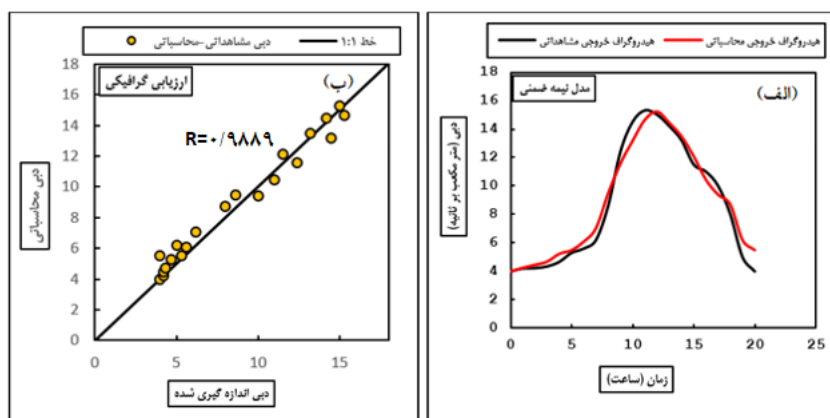 هیدروگراف خروجی مشاهداتی
هیدروگراف خروجی محاسباتی
مدل نیمه ضمنی
(الف)
دبی (متر مکعب بر ثانیه)
18
16
14
12
10
8
6
4
2
0
0 5 10 15 20 25
زمان (ساعت)
دبی مشاهداتی-محاسباتی
خط 1:1
ارزیابی گرافیکی
(ب)
R=۰/۹۸۸۹
دبی محاسباتی
18
16
14
12
10
8
6
4
2
0
0 5 10 15
دبی اندازه گیری شده